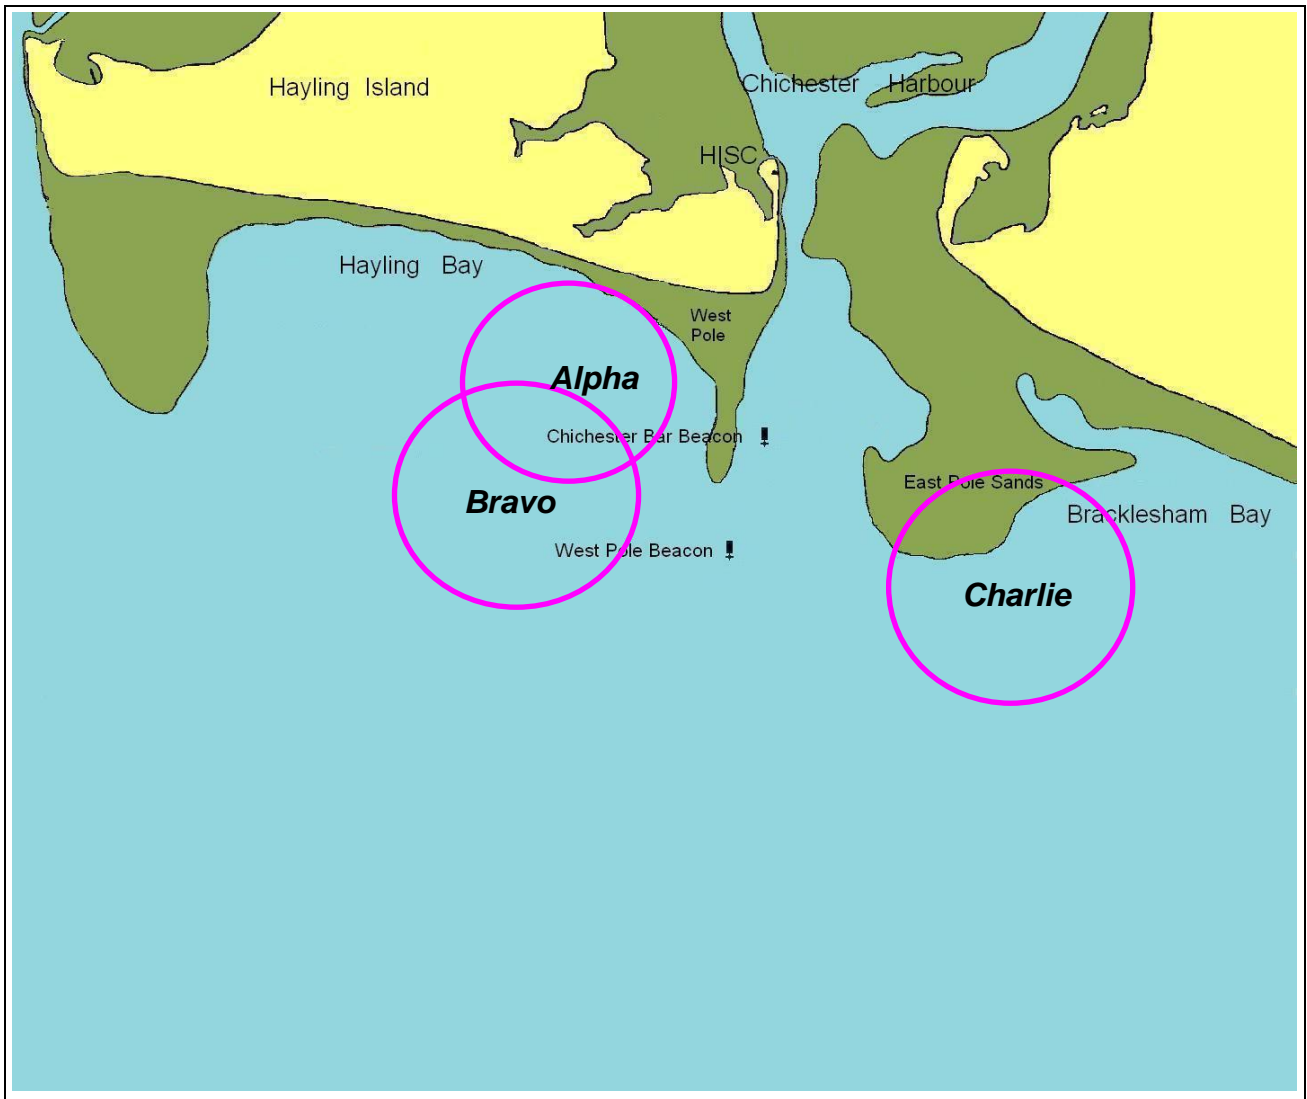 Hayling Island
Chichester Harbour
HISC
Hayling Bay
West
Pole
Alpha
Chichester Bar Beacon
East Pole Sands
Bravo
Bracklesham Bay
West Pole Beacon
Charlie